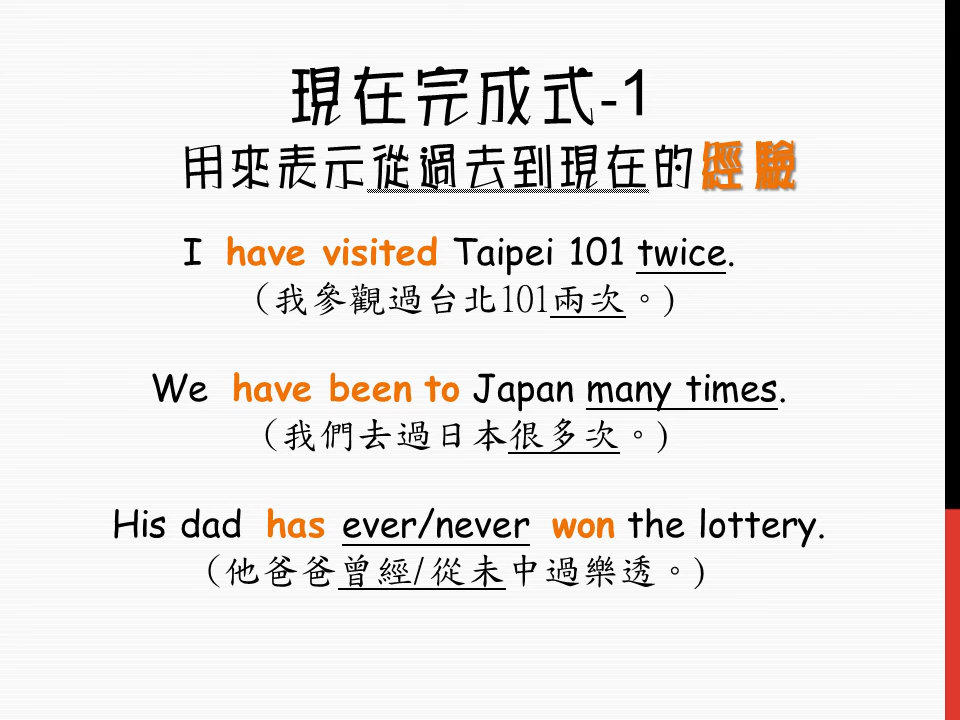 現在完成式-1
用來表示從過去到現在的經驗
I have visited Taipei 101 twice.
(我參觀過台北101兩次。)
We have been to Japan many times.
(我們去過日本很多次。)
His dad has ever/never won the lottery.
(他爸爸曾經/從未中過樂透。)